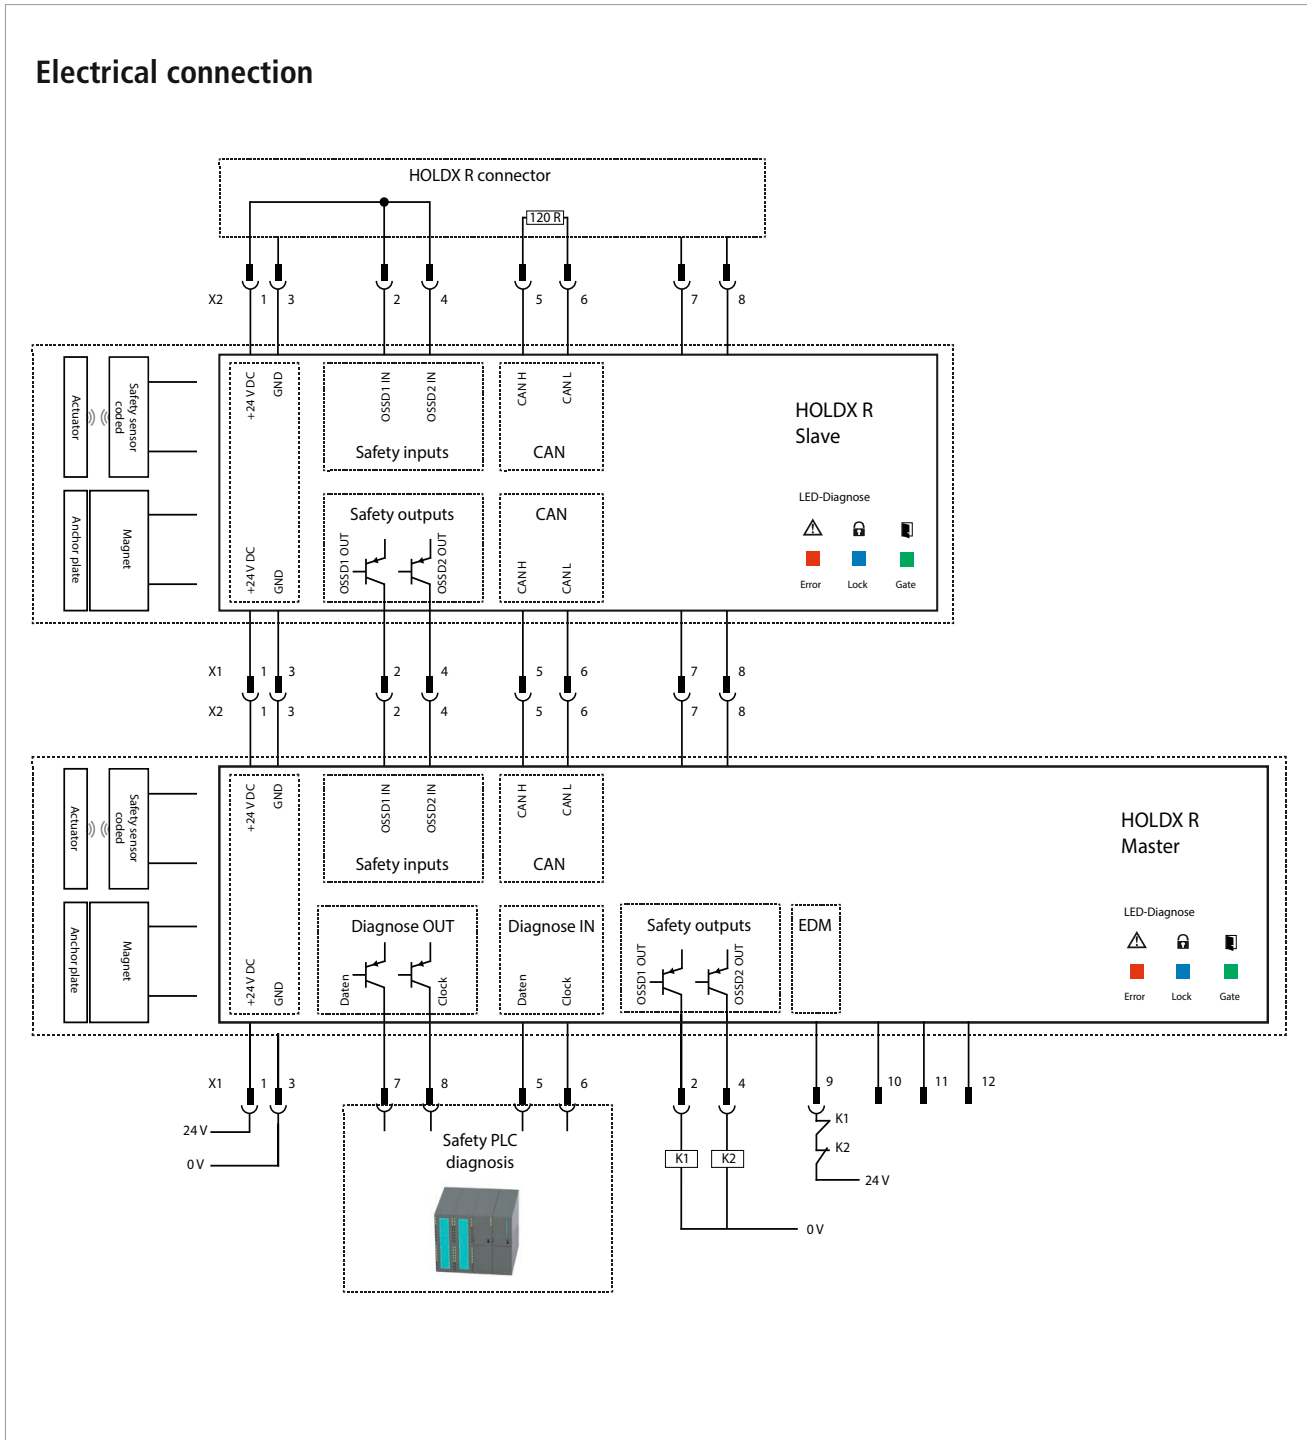 Electrical connection
HOLDX R connector
120 R
X2 1 3 2 4 5 6 7 8
Actuator
Safety sensor
coded
+24 V DC
GND
OSSD1 IN
OSSD2 IN
Safety inputs
CAN H
CAN L
CAN
HOLDX R
Slave
Anchor plate
Magnet
+24 V DC
GND
Safety outputs
OSSD1 OUT
OSSD2 OUT
CAN
CAN H
CAN L
LED-Diagnose
Error Lock Gate
X1 1 3 2 4 5 6 7 8
X2 1 3 2 4 5 6 7 8
Actuator
Safety sensor
coded
+24 V DC
GND
OSSD1 IN
OSSD2 IN
Safety inputs
CAN H
CAN L
CAN
HOLDX R
Master
Anchor plate
Magnet
+24 V DC
GND
Diagnose OUT
Daten
Clock
Diagnose IN
Daten
Clock
Safety outputs
OSSD1 OUT
OSSD2 OUT
EDM
LED-Diagnose
Error Lock Gate
X1 1 3 7 8 5 6 2 4 9 10 11 12
24 V
0 V
Safety PLC
diagnosis
K1 K2
K1
K2
24 V
0 V